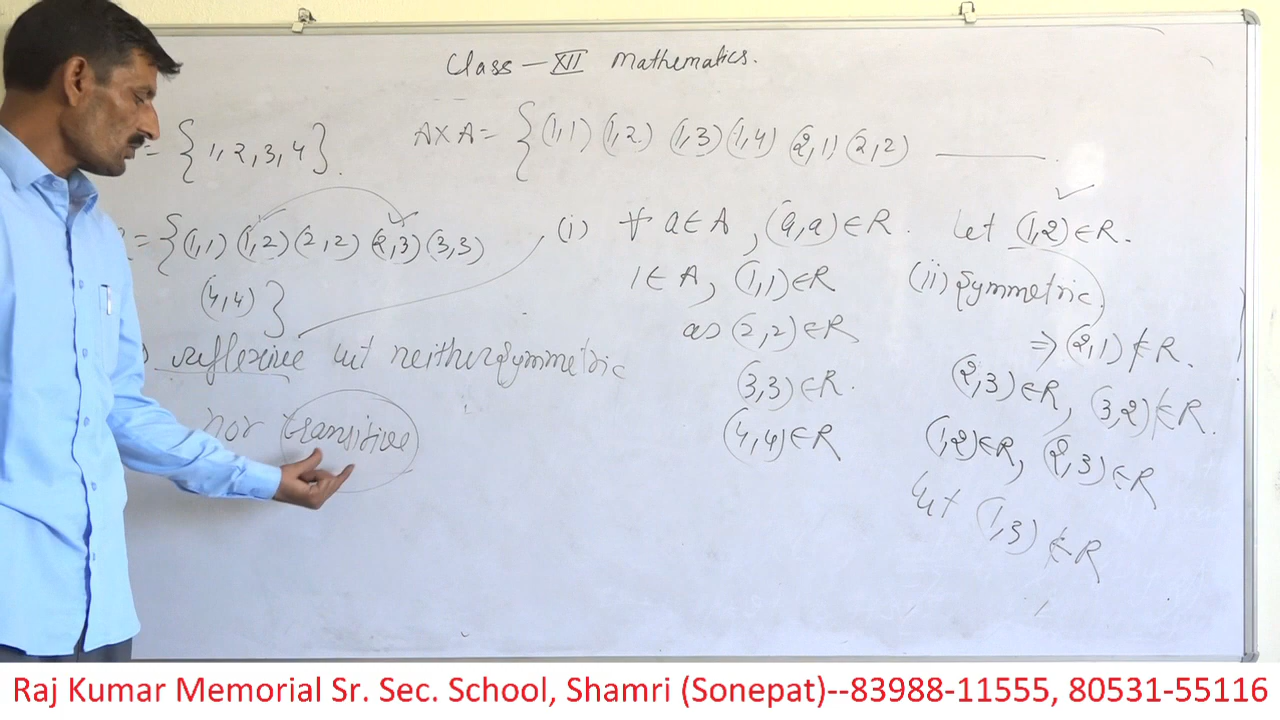 Class – XII Mathematics.
= {1, 2, 3, 4}.
A×A = {(1,1) (1,2) (1,3) (1,4) (2,1) (2,2) ———.
= {(1,1) (1,2) (2,2) (2,3) (3,3)
(4,4)}
reflexive but neither symmetric
nor transitive
(i) ∀ a∈A, (a,a)∈R.
1∈A, (1,1)∈R
as (2,2)∈R
(3,3)∈R.
(4,4)∈R
Let (1,2)∈R.
(ii) Symmetric
⇒ (2,1)∉R.
(2,3)∈R, (3,2)∉R.
(1,2)∈R, (2,3)∈R
but (1,3)∉R
Raj Kumar Memorial Sr. Sec. School, Shamri (Sonepat)--83988-11555, 80531-55116